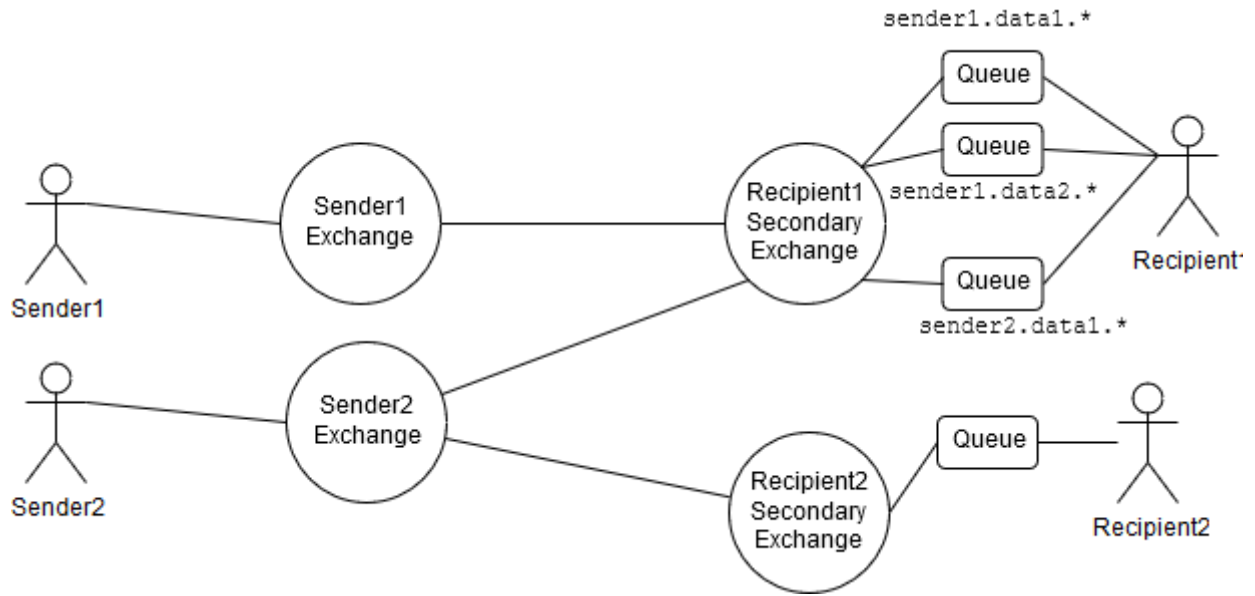 sender1.data1.*
Queue
Queue
sender1.data2.*
Sender1
Exchange
Recipient1
Secondary
Exchange
Recipient1
Sender1
Queue
sender2.data1.*
Sender2
Exchange
Sender2
Queue
Recipient2
Secondary
Exchange
Recipient2